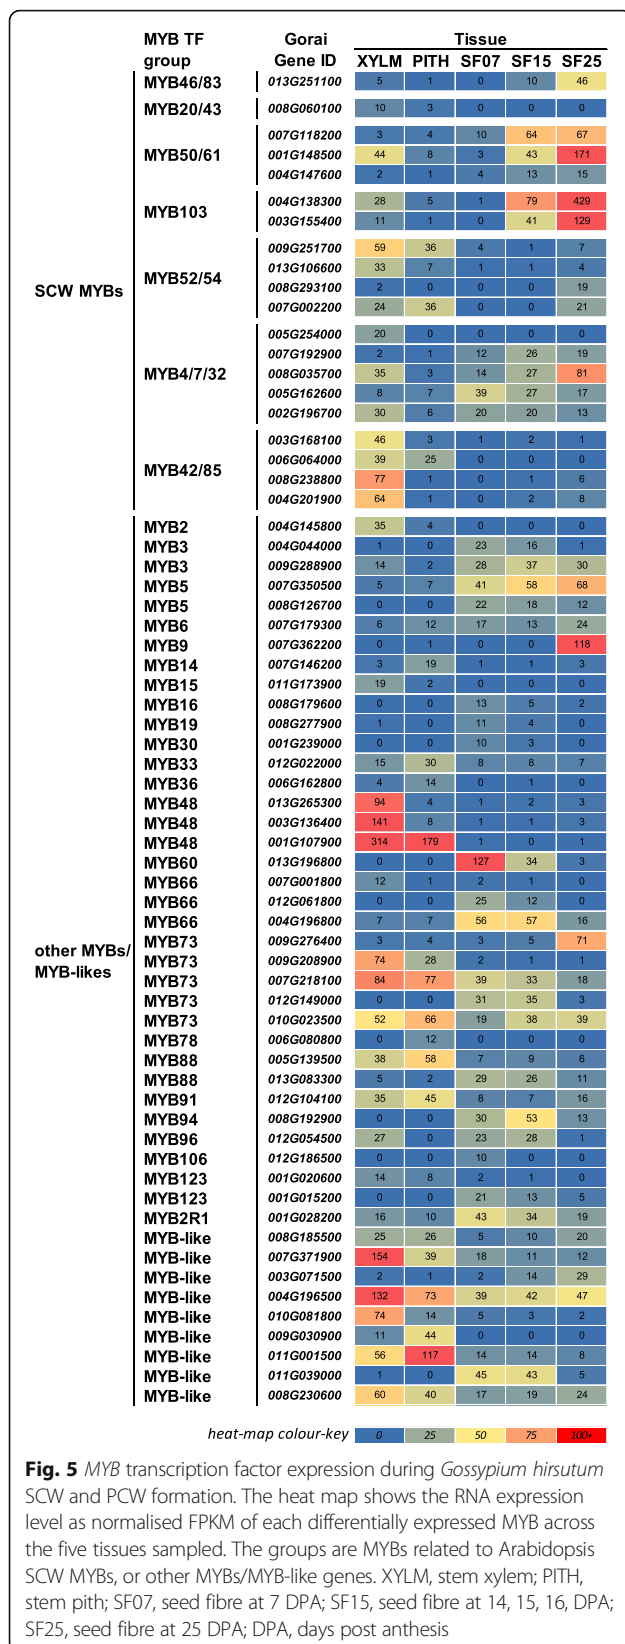 MYB TF group Gorai Gene ID Tissue
XYLM PITH SF07 SF15 SF25
SCW MYBs
MYB46/83 013G251100 5 1 0 10 46
MYB20/43 008G060100 10 3 0 0 0
MYB50/61
007G118200 3 4 10 64 67
001G148500 44 8 3 43 171
004G147600 2 1 4 13 15
MYB103
004G138300 28 5 1 79 429
003G155400 11 1 0 41 129
MYB52/54
009G251700 59 36 4 1 7
013G106600 33 7 1 1 4
008G293100 2 0 0 0 19
007G002200 24 36 0 0 21
MYB4/7/32
005G254000 20 0 0 0 0
007G192900 2 1 12 26 19
008G035700 35 3 14 27 81
005G162600 8 7 39 27 17
002G196700 30 6 20 20 13
MYB42/85
003G168100 46 3 1 2 1
006G064000 39 25 0 0 0
008G238800 77 1 0 1 6
004G201900 64 1 0 2 8
other MYBs/
MYB-likes
MYB2 004G145800 35 4 0 0 0
MYB3 004G044000 1 0 23 16 1
MYB3 009G288900 14 2 28 37 30
MYB5 007G350500 5 7 41 58 68
MYB5 008G126700 0 0 22 18 12
MYB6 007G179300 6 12 17 13 24
MYB9 007G362200 0 1 0 0 118
MYB14 007G146200 3 19 1 1 3
MYB15 011G173900 19 2 0 0 0
MYB16 008G179600 0 0 13 5 2
MYB19 008G277900 1 0 11 4 0
MYB30 001G239000 0 0 10 3 0
MYB33 012G022000 15 30 8 8 7
MYB36 006G162800 4 14 0 1 0
MYB48 013G265300 94 4 1 2 3
MYB48 003G136400 141 8 1 1 3
MYB48 001G107900 314 179 1 0 1
MYB60 013G196800 0 0 127 34 3
MYB66 007G001800 12 1 2 1 0
MYB66 012G061800 0 0 25 12 0
MYB66 004G196800 7 7 56 57 16
MYB73 009G276400 3 4 3 5 71
MYB73 009G208900 74 28 2 1 1
MYB73 007G218100 84 77 39 33 18
MYB73 012G149000 0 0 31 35 3
MYB73 010G023500 52 66 19 38 39
MYB78 006G080800 0 12 0 0 0
MYB88 005G139500 38 58 7 9 6
MYB88 013G083300 5 2 29 26 11
MYB91 012G104100 35 45 8 7 16
MYB94 008G192900 0 0 30 53 13
MYB96 012G054500 27 0 23 28 1
MYB106 012G186500 0 0 10 0 0
MYB123 001G020600 14 8 2 1 0
MYB123 001G015200 0 0 21 13 5
MYB2R1 001G028200 16 10 43 34 19
MYB-like 008G185500 25 26 5 10 20
MYB-like 007G371900 154 39 18 11 12
MYB-like 003G071500 2 1 2 14 29
MYB-like 004G196500 132 73 39 42 47
MYB-like 010G081800 74 14 5 3 2
MYB-like 009G030900 11 44 0 0 0
MYB-like 011G001500 56 117 14 14 8
MYB-like 011G039000 1 0 45 43 5
MYB-like 008G230600 60 40 17 19 24
heat-map colour-key 0 25 50 75 100+
Fig. 5 MYB transcription factor expression during Gossypium hirsutum
SCW and PCW formation. The heat map shows the RNA expression
level as normalised FPKM of each differentially expressed MYB across
the five tissues sampled. The groups are MYBs related to Arabidopsis
SCW MYBs, or other MYBs/MYB-like genes. XYLM, stem xylem; PITH,
stem pith; SF07, seed fibre at 7 DPA; SF15, seed fibre at 14, 15, 16, DPA;
SF25, seed fibre at 25 DPA; DPA, days post anthesis